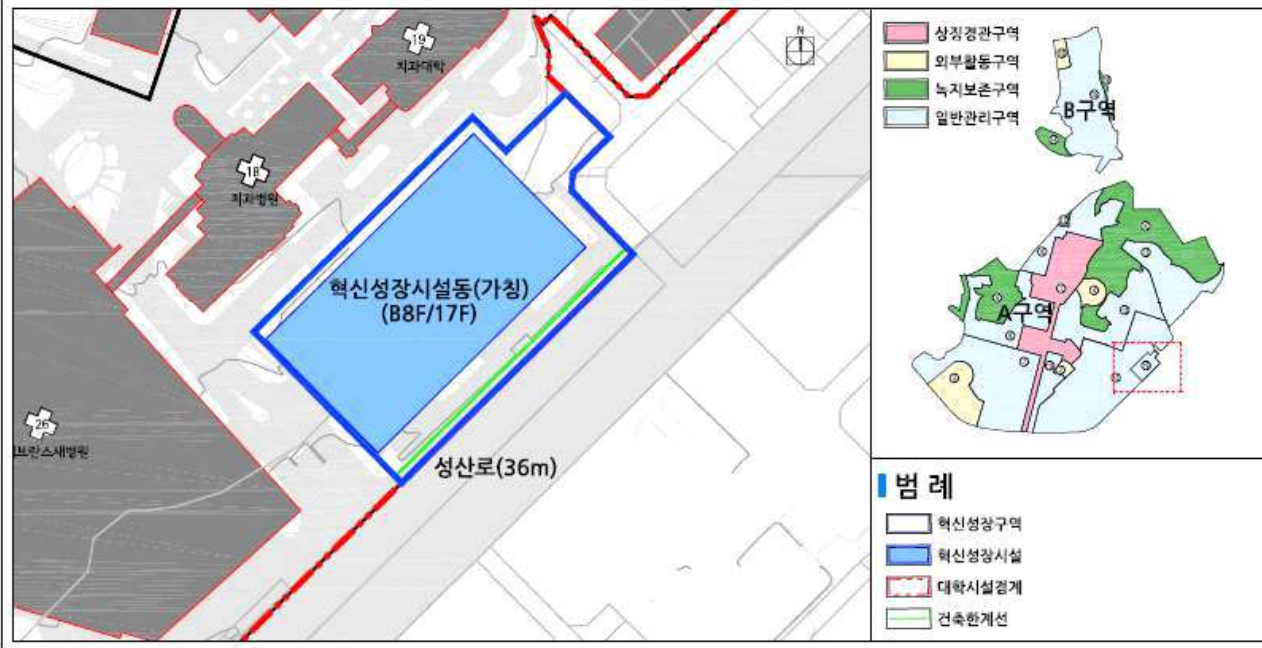 N
19
치과대학
18
치과병원
혁신성장시설동(가칭)
(B8F/17F)
26
브란스새병원
성산로(36m)
상징경관구역
외부활동구역
녹지보존구역
일반관리구역
B구역
A구역
범 례
혁신성장구역
혁신성장시설
대학시설경계
건축한계선